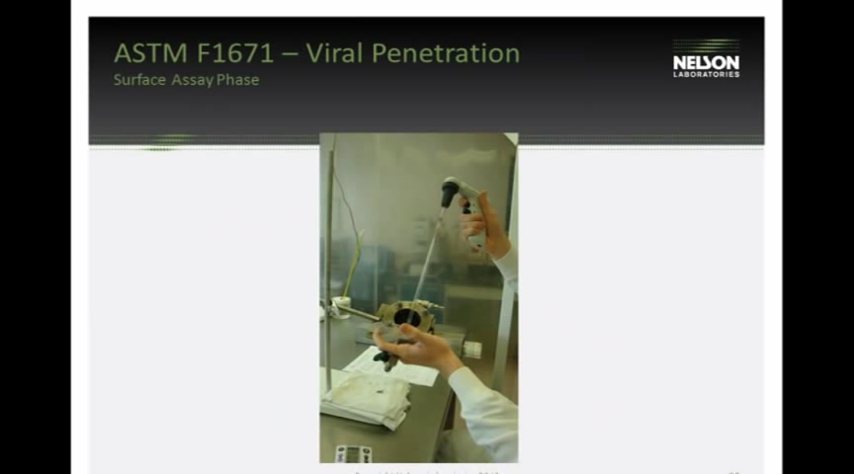 ASTM F1671 – Viral Penetration
Surface Assay Phase
NELSON
LABORATORIES